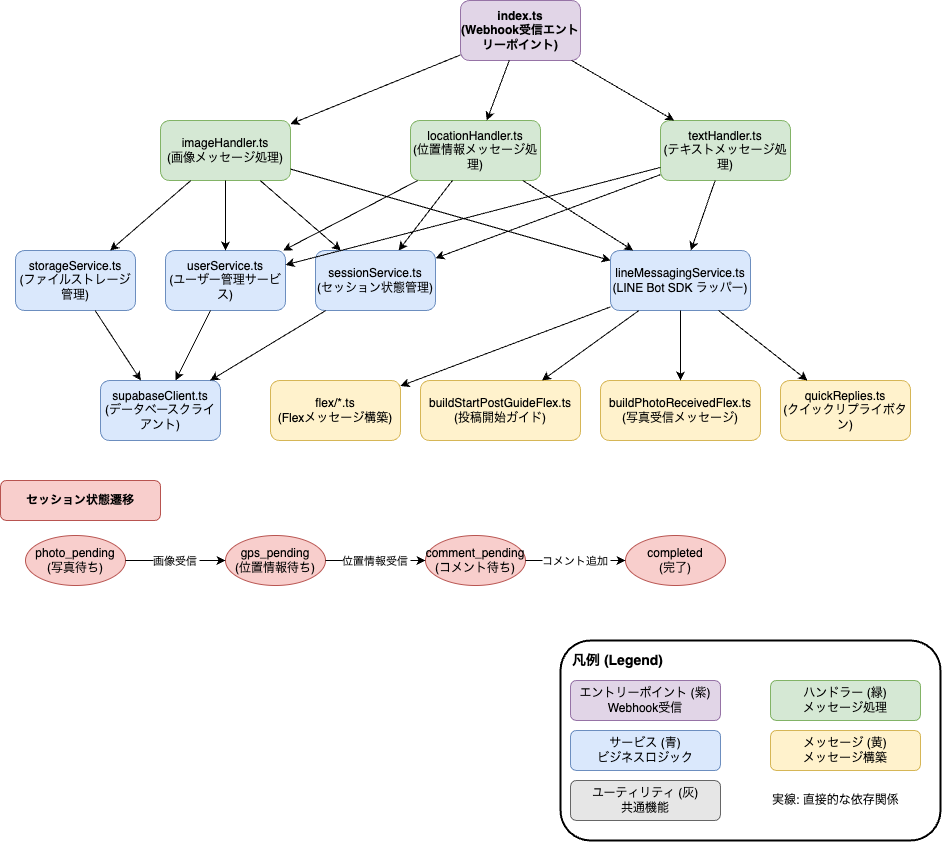 index.ts
(Webhook受信エント
リーポイント)
imageHandler.ts
(画像メッセージ処理)
locationHandler.ts
(位置情報メッセージ処
理)
textHandler.ts
(テキストメッセージ処
理)
storageService.ts
(ファイルストレージ
管理)
userService.ts
(ユーザー管理サービ
ス)
sessionService.ts
(セッション状態管理)
lineMessagingService.ts
(LINE Bot SDK ラッパー)
supabaseClient.ts
(データベースクライ
アント)
flex/*.ts
(Flexメッセージ構築)
buildStartPostGuideFlex.ts
(投稿開始ガイド)
buildPhotoReceivedFlex.ts
(写真受信メッセージ)
quickReplies.ts
(クイックリプライボタ
ン)
セッション状態遷移
photo_pending
(写真待ち)
画像受信
gps_pending
(位置情報待ち)
位置情報受信
comment_pending
(コメント待ち)
コメント追加
completed
(完了)
凡例 (Legend)
エントリーポイント (紫)
Webhook受信
ハンドラー (緑)
メッセージ処理
サービス (青)
ビジネスロジック
メッセージ (黄)
メッセージ構築
ユーティリティ (灰)
共通機能
実線: 直接的な依存関係